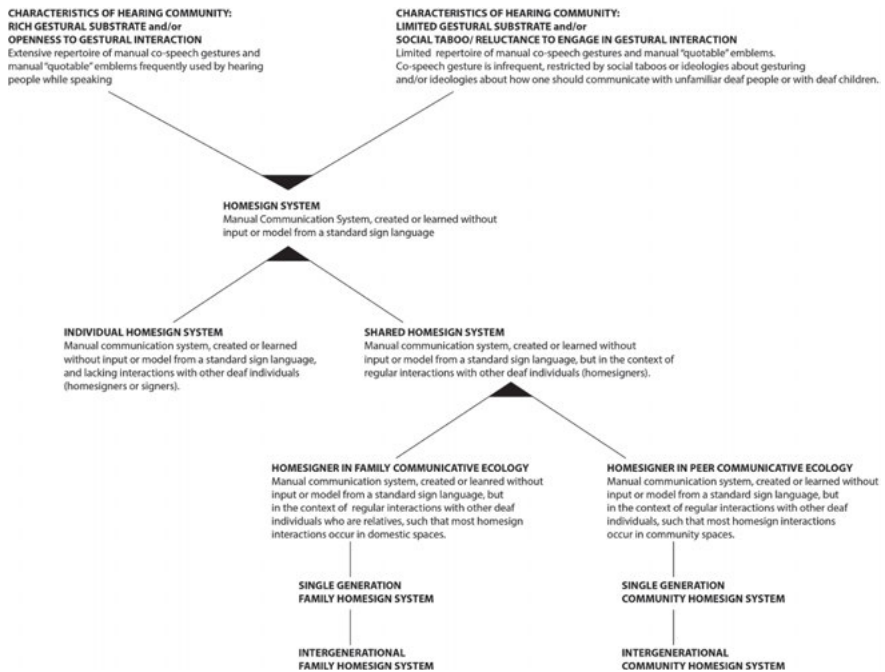 CHARACTERISTICS OF HEARING COMMUNITY:
RICH GESTURAL SUBSTRATE and/or
OPENNESS TO GESTURAL INTERACTION
Extensive repertoire of manual co-speech gestures and
manual “quotable” emblems frequently used by hearing
people while speaking
CHARACTERISTICS OF HEARING COMMUNITY:
LIMITED GESTURAL SUBSTRATE and/or
SOCIAL TABOO/ RELUCTANCE TO ENGAGE IN GESTURAL INTERACTION
Limited repertoire of manual co-speech gestures and manual “quotable” emblems.
Co-speech gesture is infrequent, restricted by social taboos or ideologies about gesturing
and/or ideologies about how one should communicate with unfamiliar deaf people or with deaf children.
HOMESIGN SYSTEM
Manual Communication System, created or learned without
input or model from a standard sign language
INDIVIDUAL HOMESIGN SYSTEM
Manual communication system, created or learned
without input or model from a standard sign language,
and lacking interactions with other deaf individuals
(homesigners or signers).
SHARED HOMESIGN SYSTEM
Manual communication system, created or learned without
input or model from a standard sign language, but in the context of
regular interactions with other deaf individuals (homesigners).
HOMESIGNER IN FAMILY COMMUNICATIVE ECOLOGY
Manual communication system, created or leanred without
input or model from a standard sign language, but
in the context of regular interactions with other deaf
individuals who are relatives, such that most homesign
interactions occur in domestic spaces.
HOMESIGNER IN PEER COMMUNICATIVE ECOLOGY
Manual communication system, created or learned without
input or model from a standard sign language, but
in the context of regular interactions with other deaf
individuals, such that most homesign interactions
occur in community spaces.
SINGLE GENERATION
FAMILY HOMESIGN SYSTEM
SINGLE GENERATION
COMMUNITY HOMESIGN SYSTEM
INTERGENERATIONAL
FAMILY HOMESIGN SYSTEM
INTERGENERATIONAL
COMMUNITY HOMESIGN SYSTEM